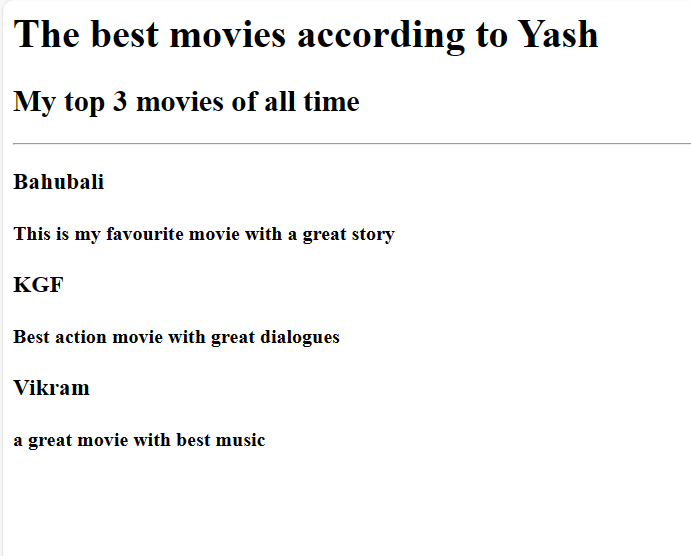 The best movies according to Yash
My top 3 movies of all time
Bahubali
This is my favourite movie with a great story
KGF
Best action movie with great dialogues
Vikram
a great movie with best music